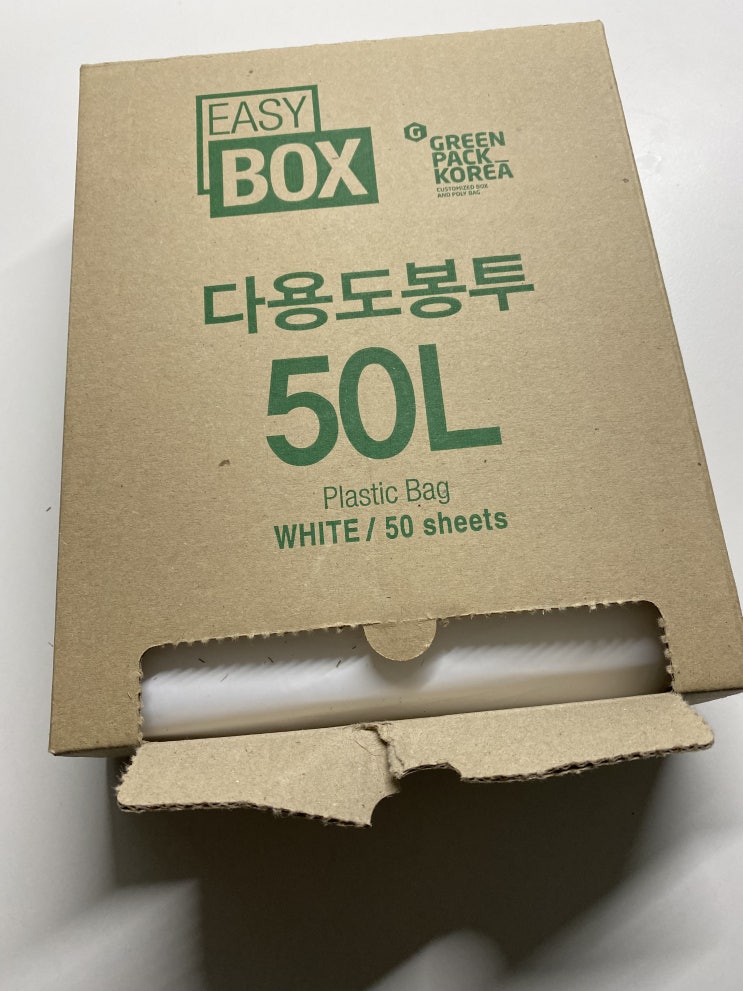 EASY
BOX
G
GREEN
PACK_
KOREA
CUSTOMIZED BOX
AND POLY BAG
다용도봉투
50L
Plastic Bag
WHITE / 50 sheets